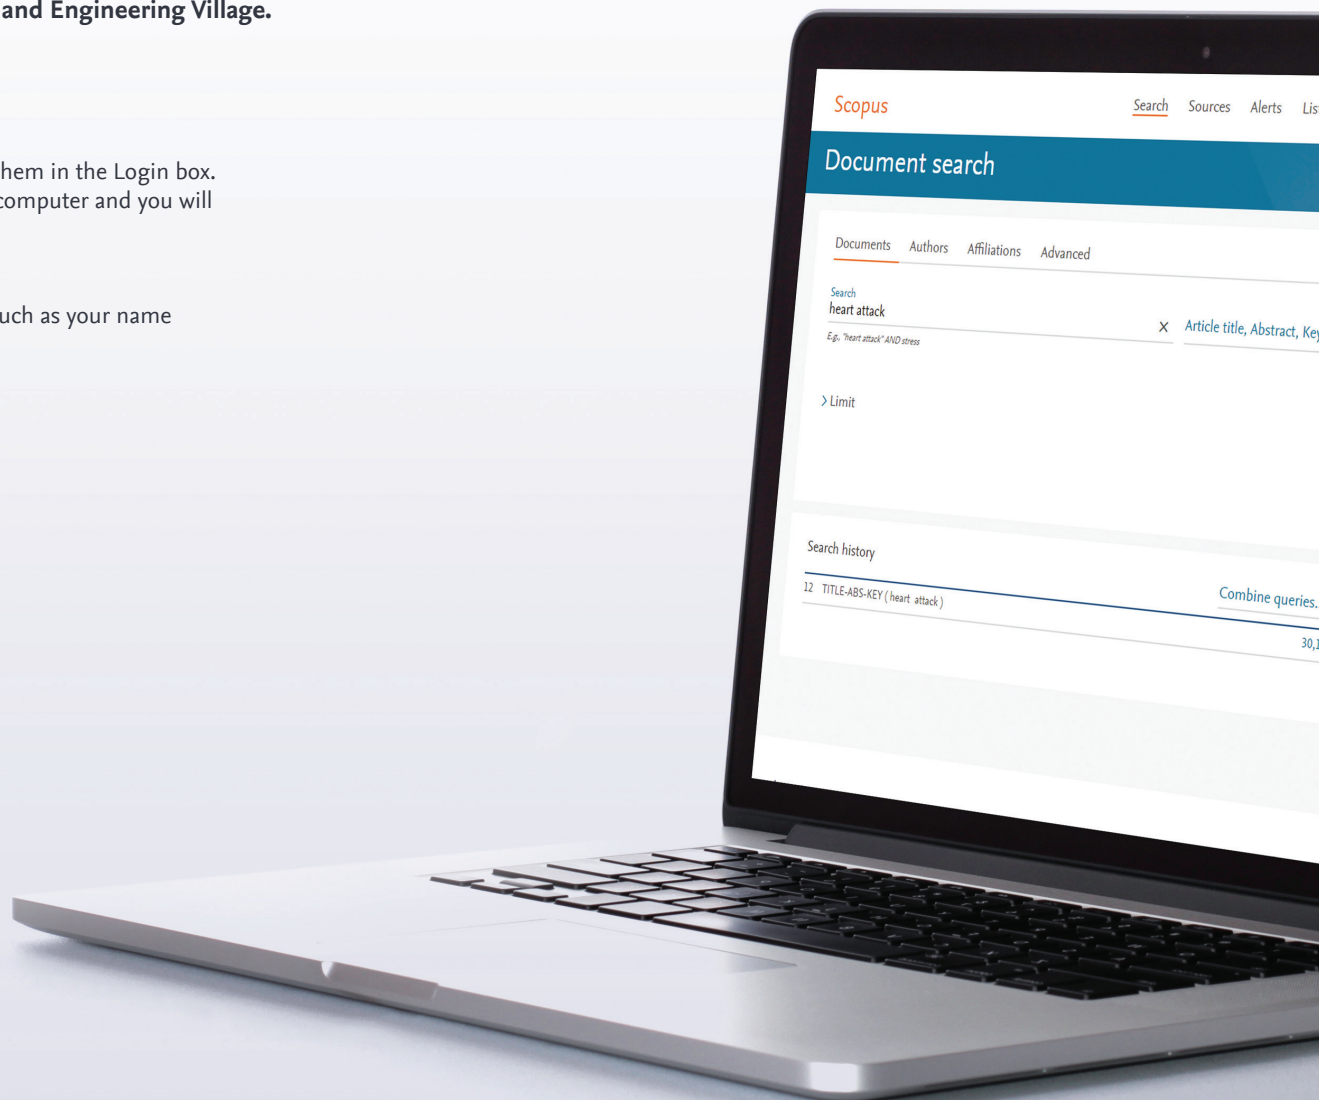 and Engineering Village.
hem in the Login box.
computer and you will
uch as your name
Scopus
Search Sources Alerts Lis
Document search
Documents Authors Affiliations Advanced
Search
heart attack
X Article title, Abstract, Key
E.g., "heart attack" AND stress
> Limit
Search history
Combine queries..
12 TITLE-ABS-KEY ( heart attack )
30,1